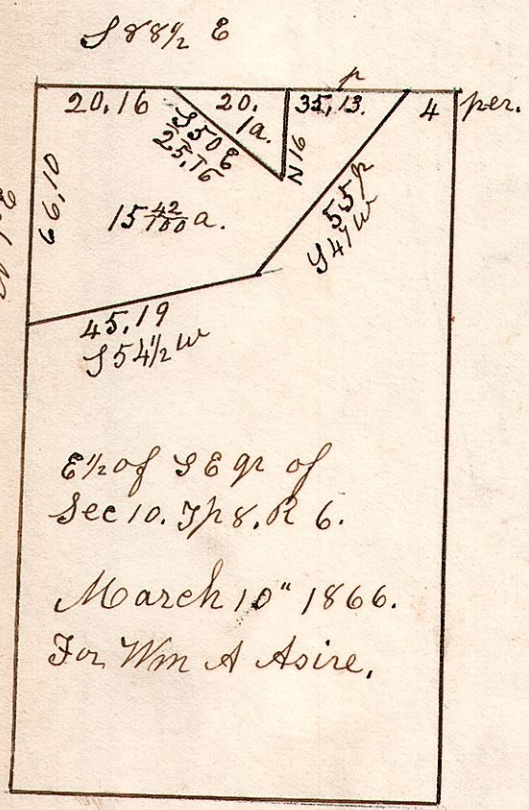 S 88½ E
20,16 20. 35,13. p 4 per.
1a.
S 50 E
25,76
N 16
55 p
S 47 W
66,10
15 42/100 a.
45,19
S 54½ W
E½ of SE qr of
Sec 10. Tp 8. R 6.
March 10" 1866.
For Wm A Asire.